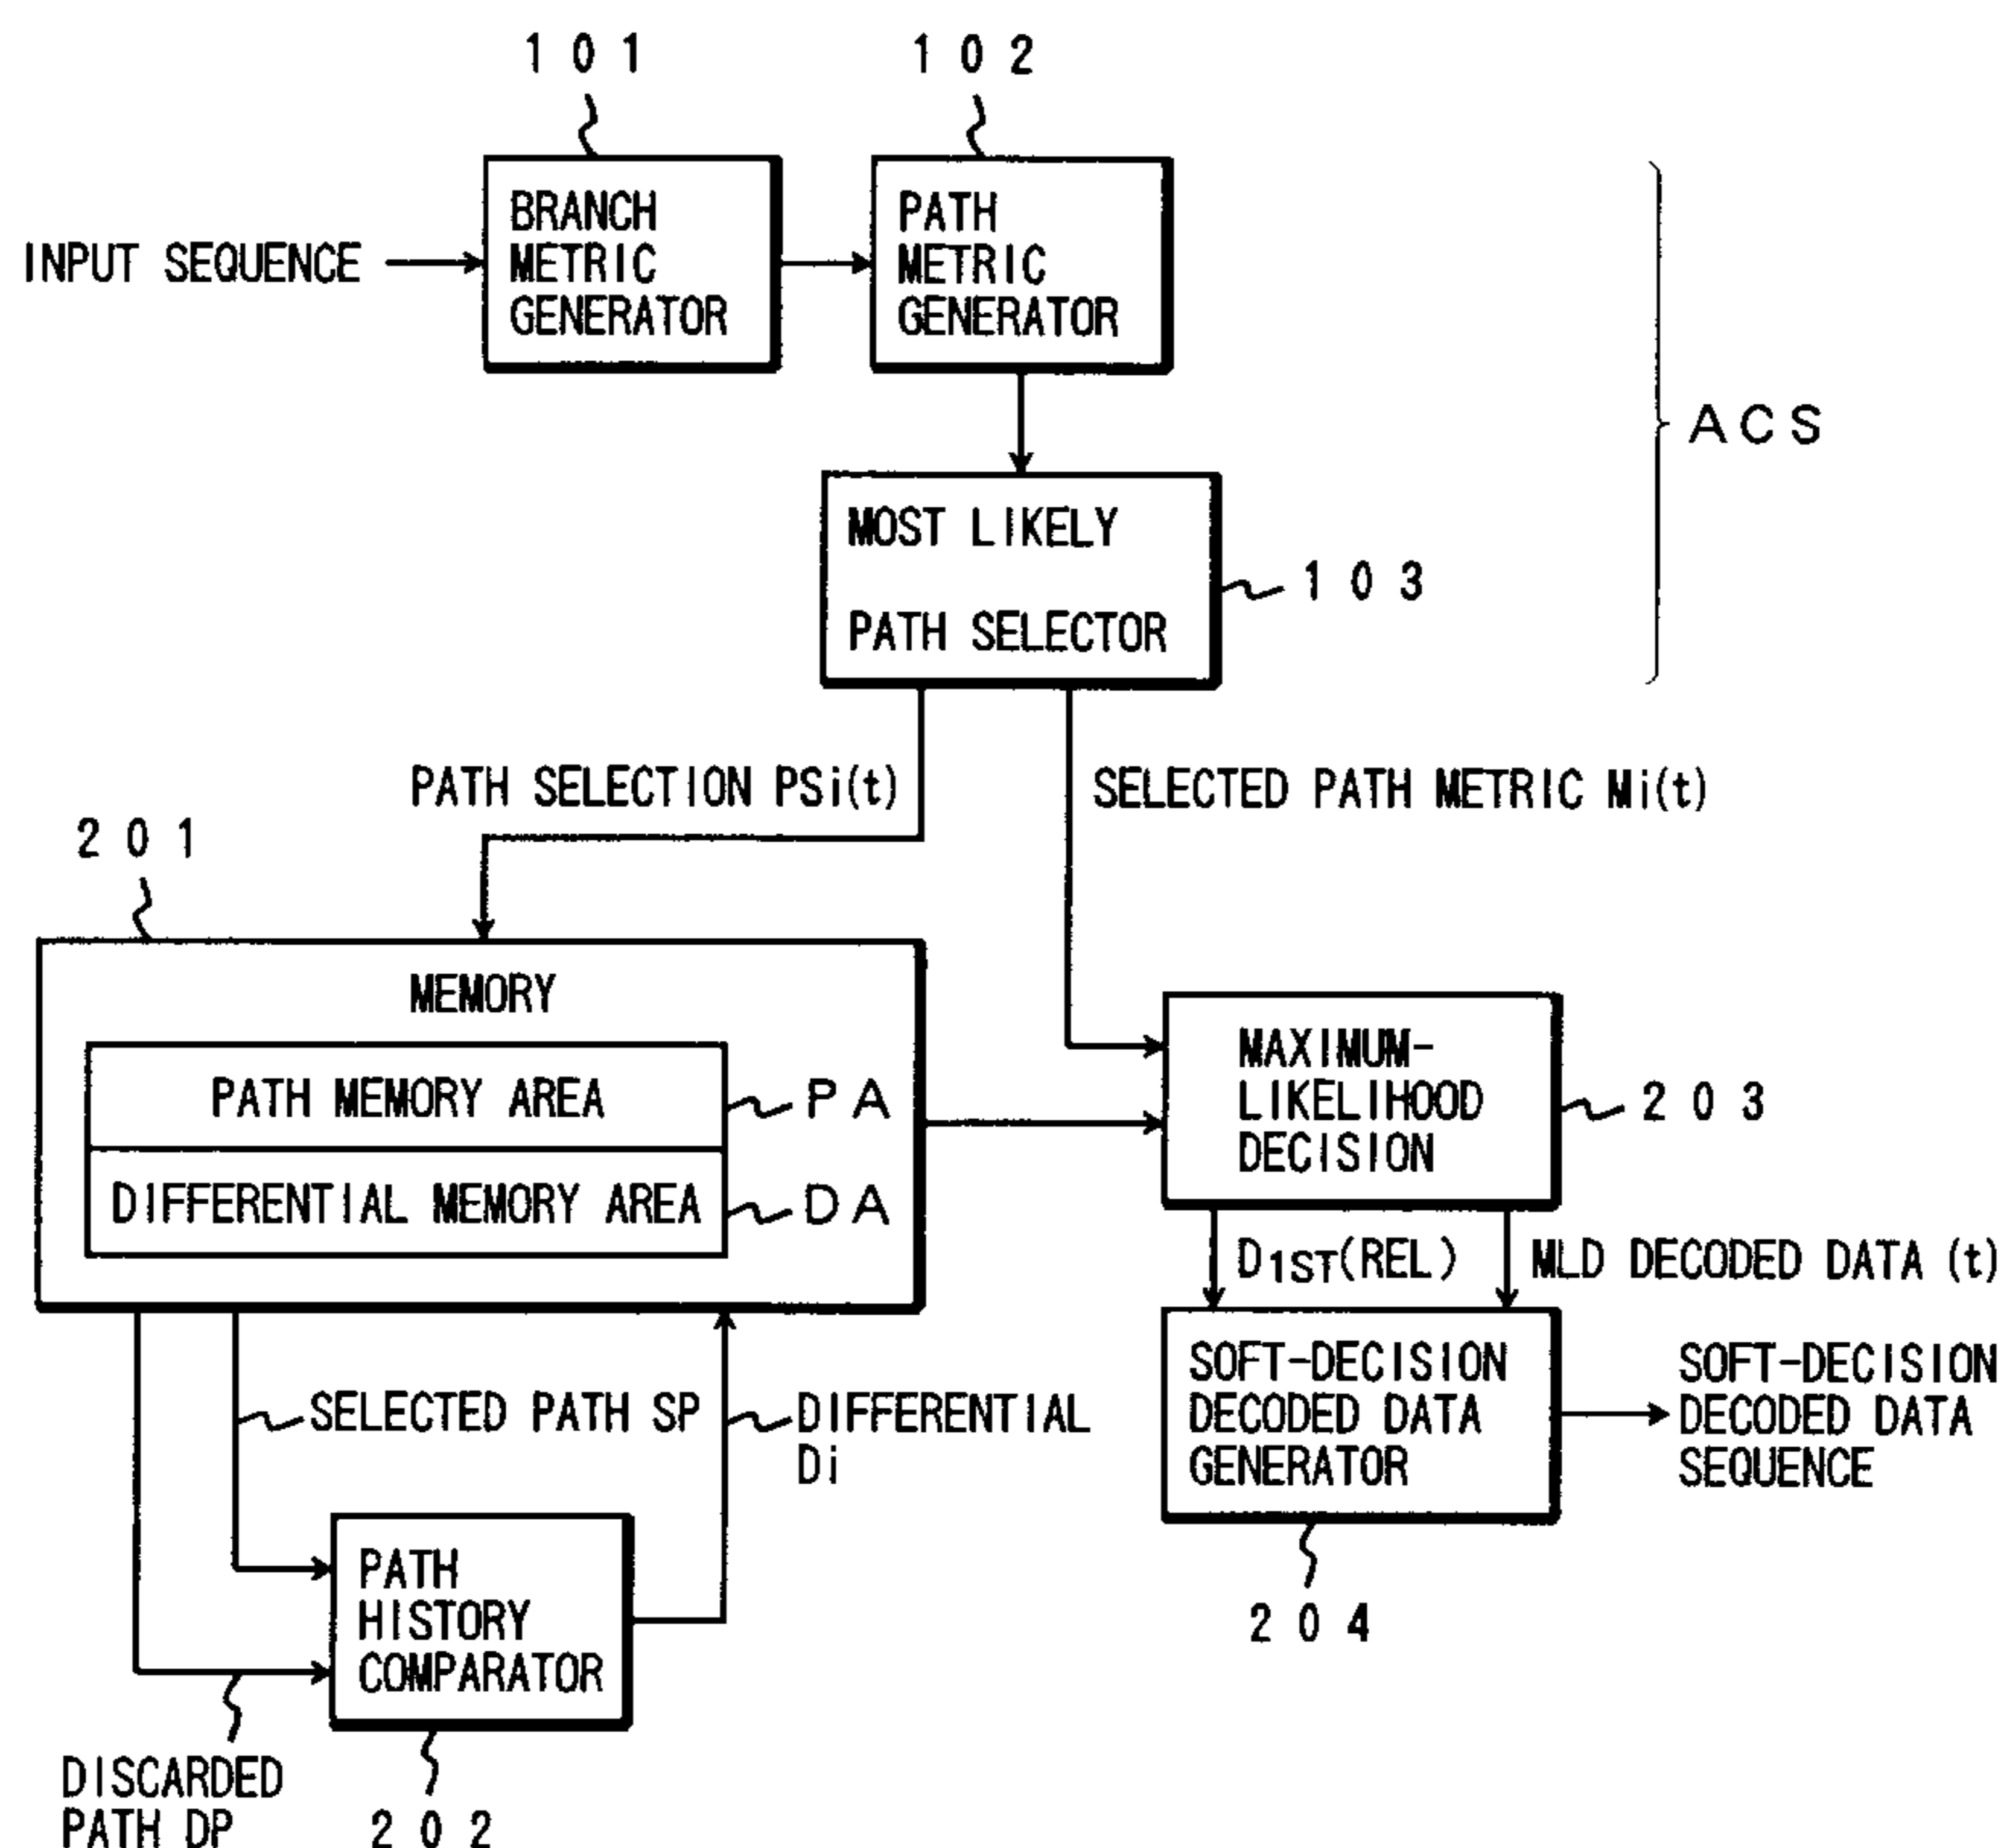 101
102
BRANCH
METRIC
GENERATOR
PATH
METRIC
GENERATOR
INPUT SEQUENCE
ACS
MOST LIKELY
PATH SELECTOR
103
PATH SELECTION PSi(t)
SELECTED PATH METRIC Mi(t)
201
MEMORY
PATH MEMORY AREA
PA
DIFFERENTIAL MEMORY AREA
DA
MAXIMUM-
LIKELIHOOD
DECISION
203
D1ST(REL)
MLD DECODED DATA (t)
SELECTED PATH SP
DIFFERENTIAL
Di
SOFT-DECISION
DECODED DATA
GENERATOR
SOFT-DECISION
DECODED DATA
SEQUENCE
PATH
HISTORY
COMPARATOR
204
DISCARDED
PATH DP
202